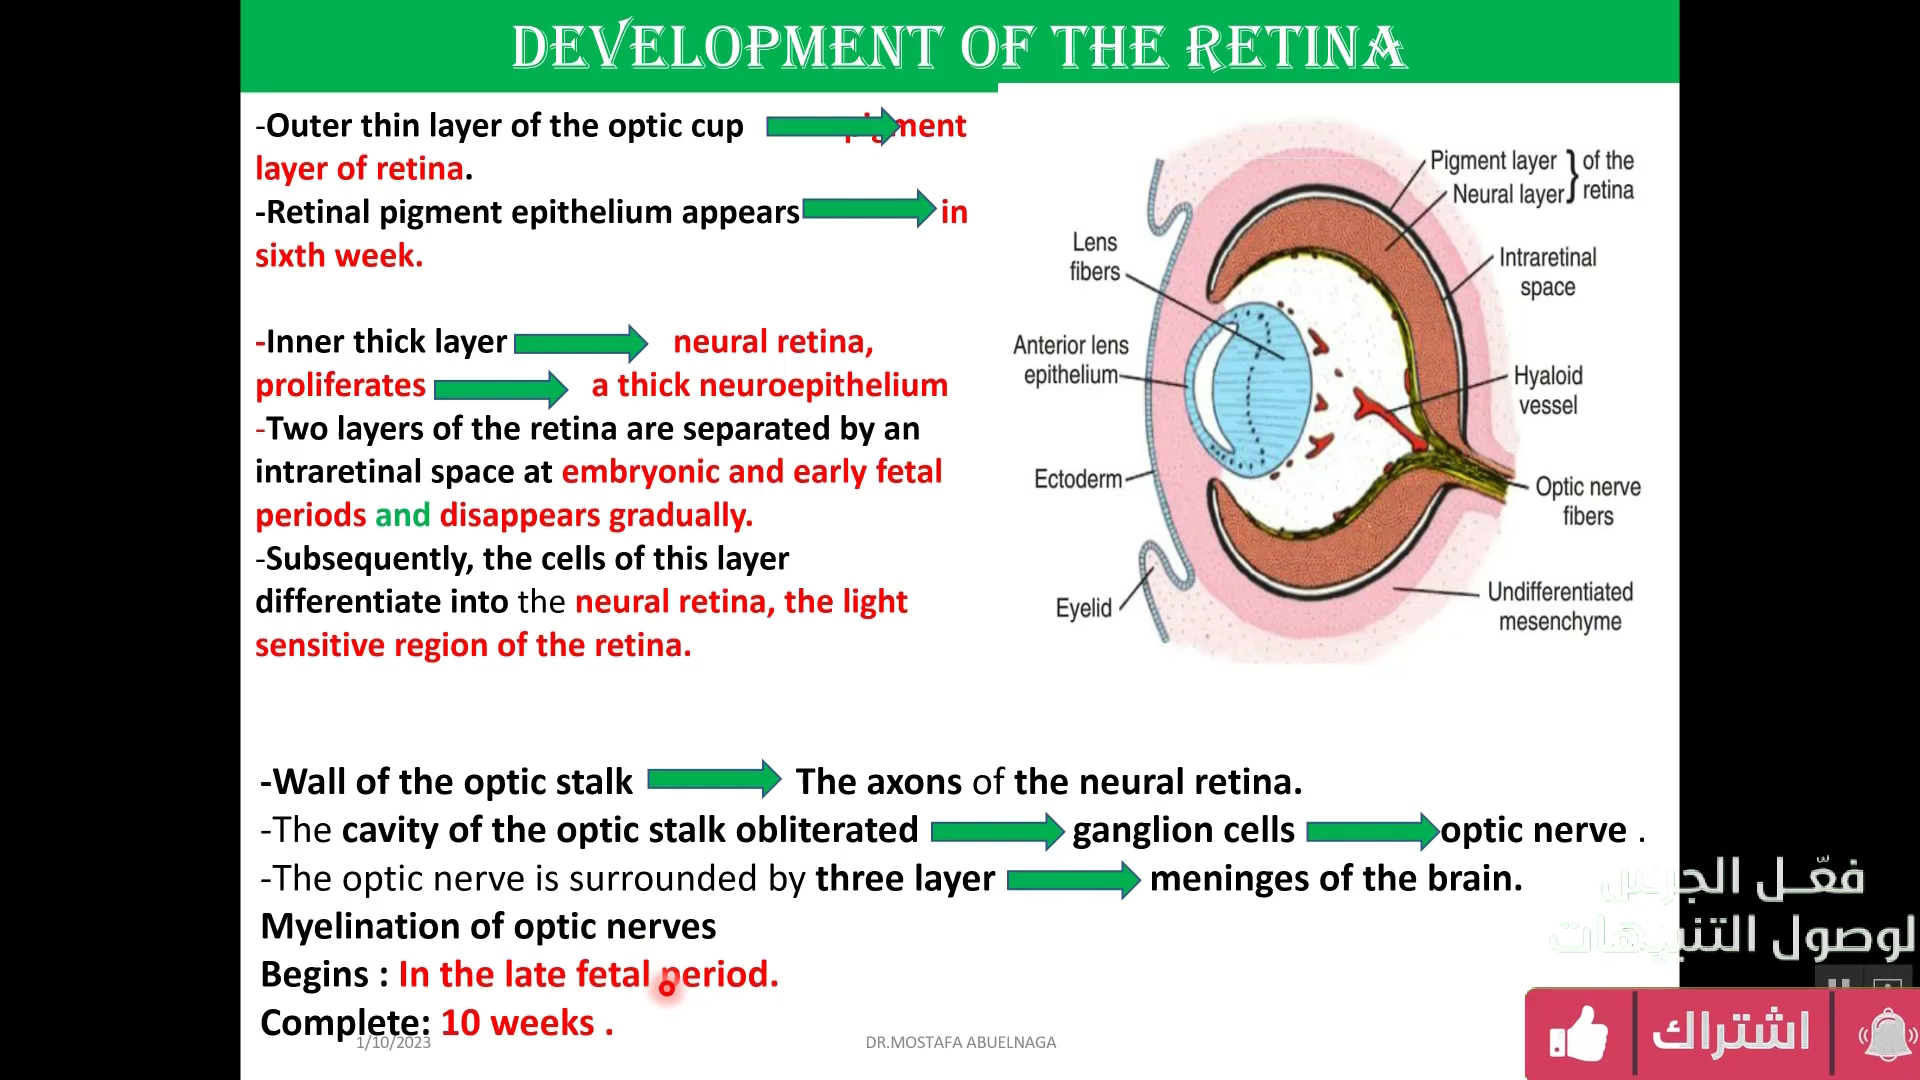 DEVELOPMENT OF THE RETINA
-Outer thin layer of the optic cup pigment
layer of retina.
-Retinal pigment epithelium appears in
sixth week.
-Inner thick layer neural retina,
proliferates a thick neuroepithelium
-Two layers of the retina are separated by an
intraretinal space at embryonic and early fetal
periods and disappears gradually.
-Subsequently, the cells of this layer
differentiate into the neural retina, the light
sensitive region of the retina.
Pigment layer } of the
Neural layer retina
Lens
fibers
Intraretinal
space
Anterior lens
epithelium
Hyaloid
vessel
Ectoderm
Optic nerve
fibers
Eyelid
Undifferentiated
mesenchyme
-Wall of the optic stalk The axons of the neural retina.
-The cavity of the optic stalk obliterated ganglion cells optic nerve .
-The optic nerve is surrounded by three layer meninges of the brain.
Myelination of optic nerves
Begins : In the late fetal period.
Complete: 10 weeks .
1/10/2023
DR.MOSTAFA ABUELNAGA
فعّل الجرس
لوصول التنبيهات
اشتراك